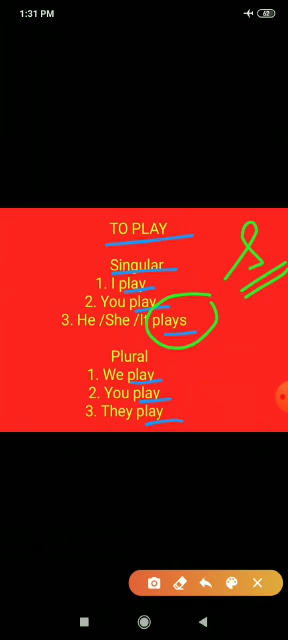 1:31 PM
62
TO PLAY
Singular
1. I play
2. You play
3. He /She /It plays
Plural
1. We play
2. You play
3. They play